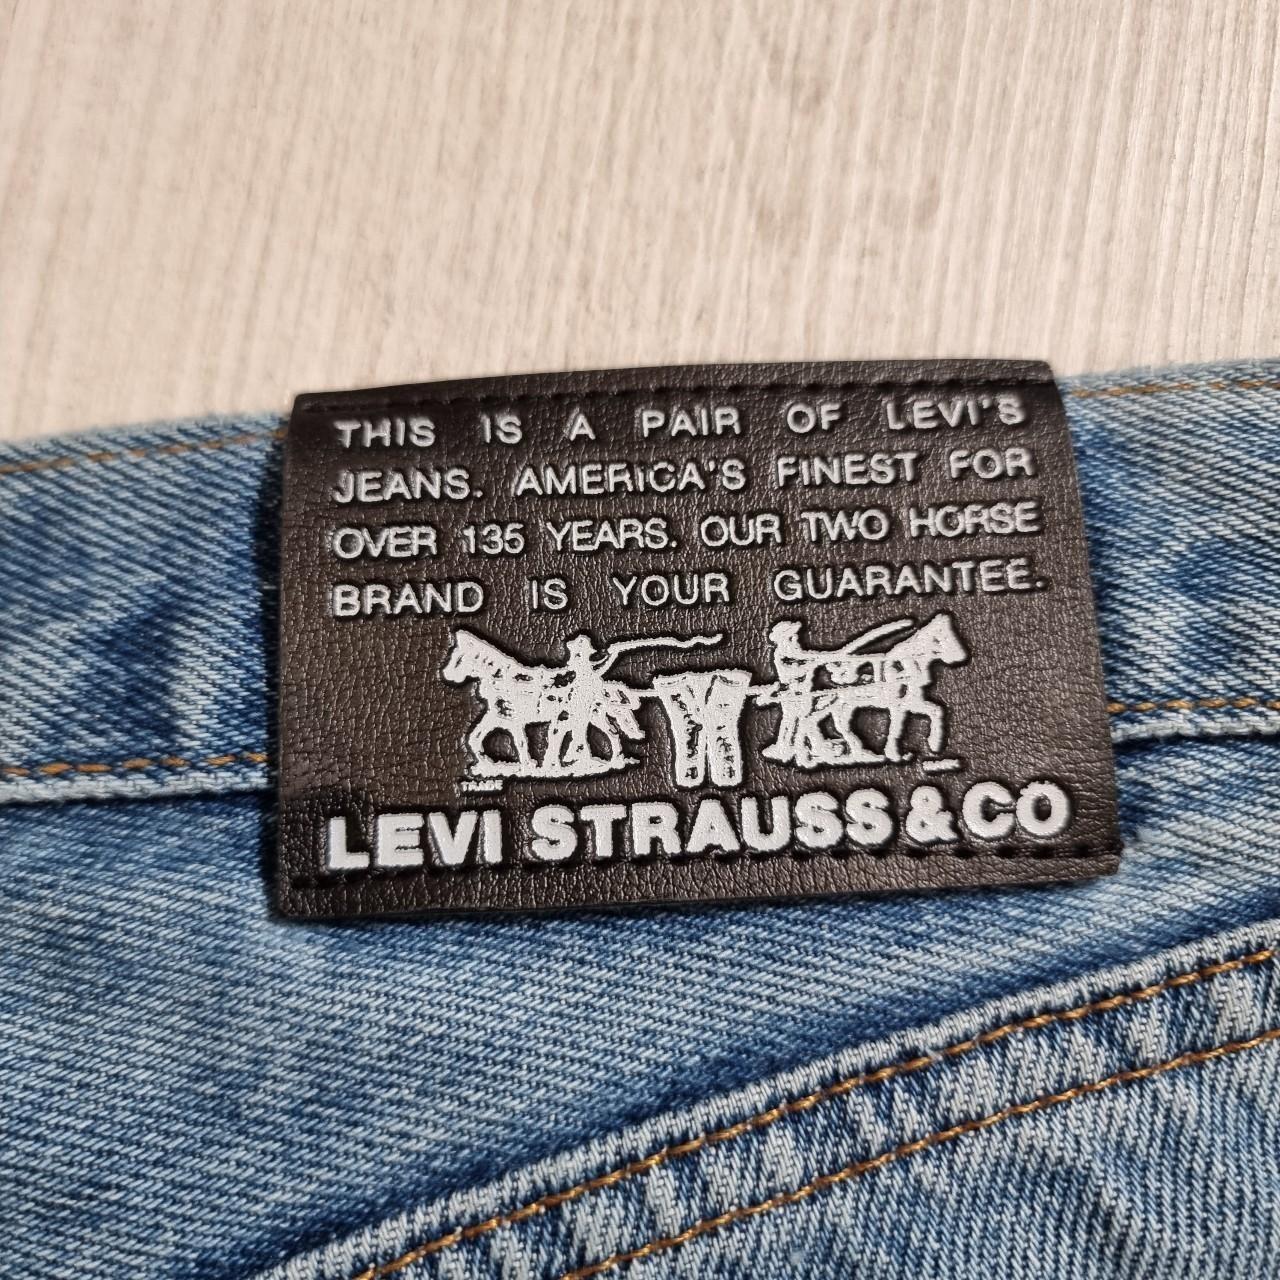 THIS IS A PAIR OF LEVI'S
JEANS. AMERICA'S FINEST FOR
OVER 135 YEARS. OUR TWO HORSE
BRAND IS YOUR GUARANTEE.
TRADE
LEVI STRAUSS & CO